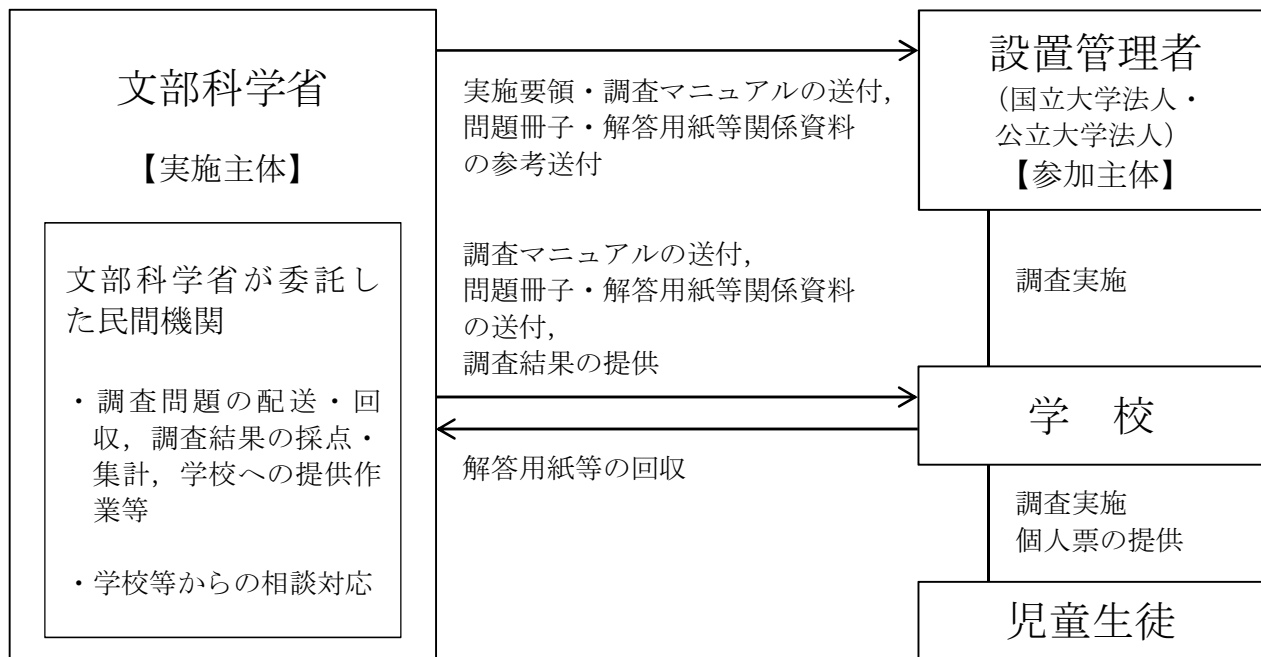 文部科学省
【実施主体】
文部科学省が委託し
た民間機関
・調査問題の配送・回
収，調査結果の採点・
集計，学校への提供作
業等
・学校等からの相談対応
実施要領・調査マニュアルの送付，
問題冊子・解答用紙等関係資料
の参考送付
調査マニュアルの送付，
問題冊子・解答用紙等関係資料
の送付，
調査結果の提供
解答用紙等の回収
設置管理者
（国立大学法人・
公立大学法人）
【参加主体】
調査実施
学　校
調査実施
個人票の提供
児童生徒